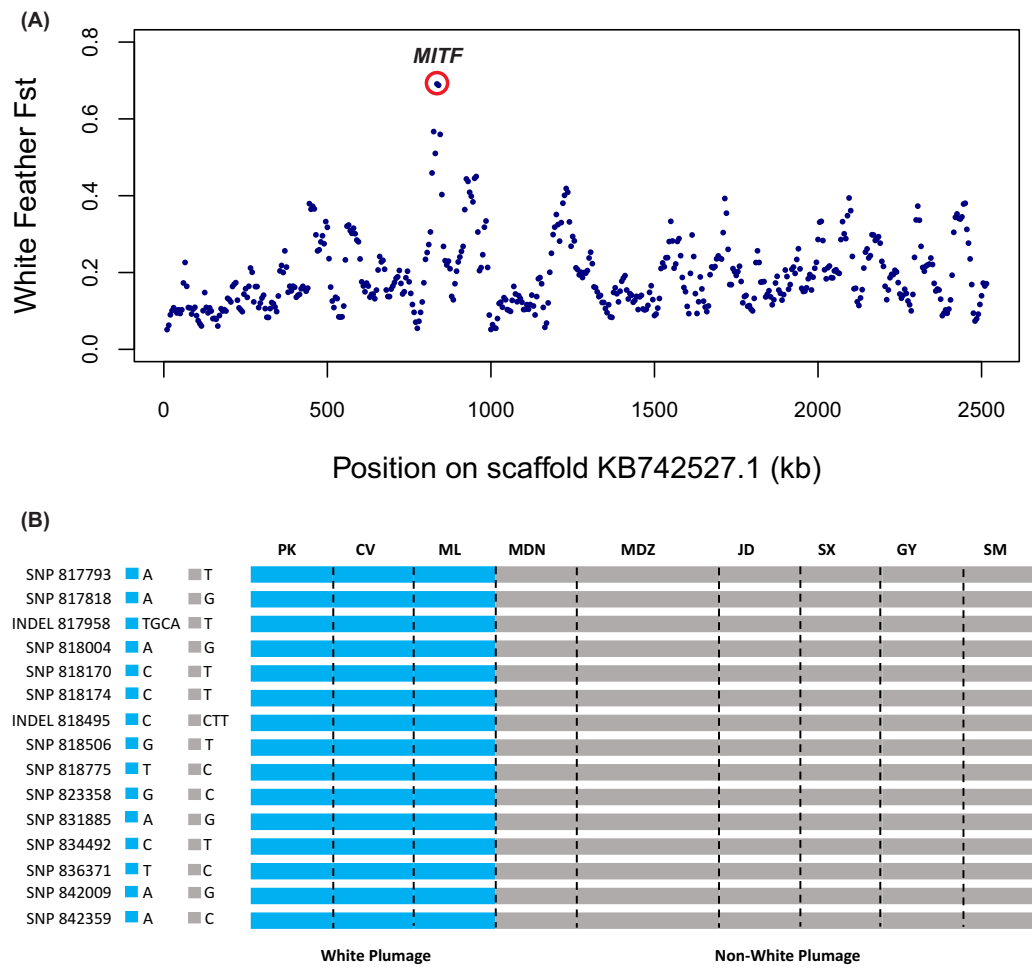 (A)
MITF
White Feather Fst
0.8
0.6
0.4
0.2
0.0
0 500 1000 1500 2000 2500
Position on scaffold KB742527.1 (kb)
(B)
PK CV ML MDN MDZ JD SX GY SM
SNP 817793 A T
SNP 817818 A G
INDEL 817958 TGCA T
SNP 818004 A G
SNP 818170 C T
SNP 818174 C T
INDEL 818495 C CTT
SNP 818506 G T
SNP 818775 T C
SNP 823358 G C
SNP 831885 A G
SNP 834492 C T
SNP 836371 T C
SNP 842009 A G
SNP 842359 A C
White Plumage Non-White Plumage